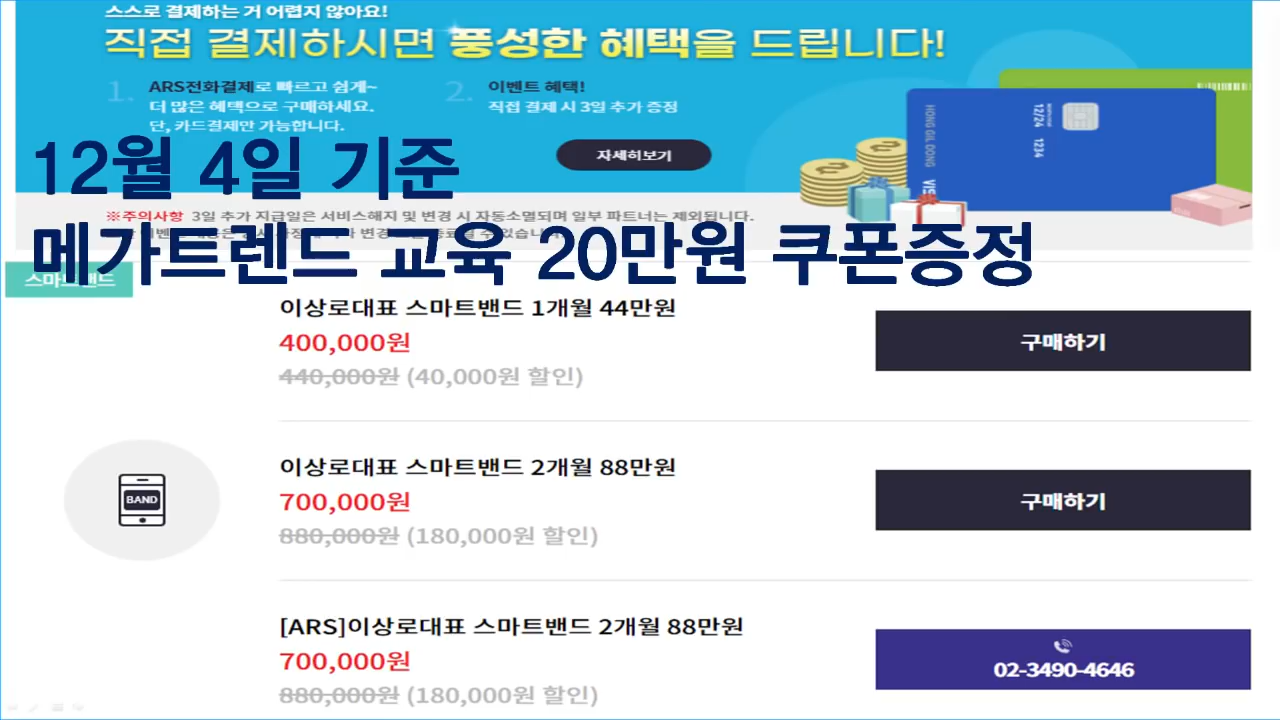 스스로 결제하는 거 어렵지 않아요!
직접 결제하시면 풍성한 혜택을 드립니다!
1. ARS전화결제로 빠르고 쉽게~
더 많은 혜택으로 구매하세요.
단, 카드결제만 가능합니다.
2. 이벤트 혜택!
직접 결제 시 3일 추가 증정
자세히보기
HONG GIL DONG
12/24 1234
VIS
12월 4일 기준
※주의사항 3일 추가 지급일은 서비스해지 및 변경 시 자동소멸되며 일부 파트너는 제외됩니다.
메가트렌드 교육 20만원 쿠폰증정
이상로대표 스마트밴드 1개월 44만원
400,000원
440,000원 (40,000원 할인)
구매하기
BAND
이상로대표 스마트밴드 2개월 88만원
700,000원
880,000원 (180,000원 할인)
구매하기
[ARS]이상로대표 스마트밴드 2개월 88만원
700,000원
880,000원 (180,000원 할인)
02-3490-4646